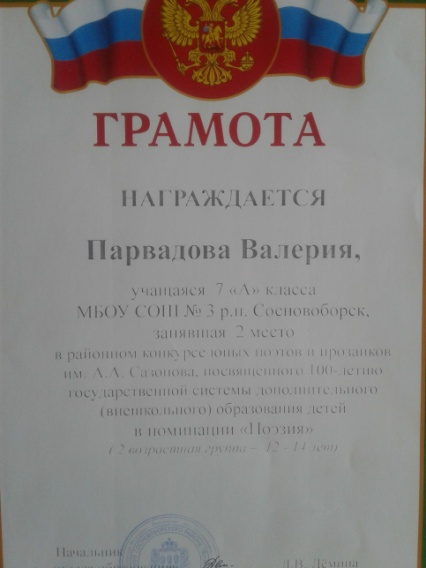 ГРАМОТА
НАГРАЖДАЕТСЯ
Парвадова Валерия,
учащаяся 7 «А» класса
МБОУ СОШ № 3 р.п. Сосновоборск,
занявшая 2 место
в районном конкурсе юных поэтов и прозаиков
им. А.А. Сазонова, посвященного 100-летию
государственной системы дополнительного
(внешкольного) образования детей
в номинации «Поэзия»
( 2 возрастная группа – 12 - 14 лет)
Начальник
Л.В. Дёмина